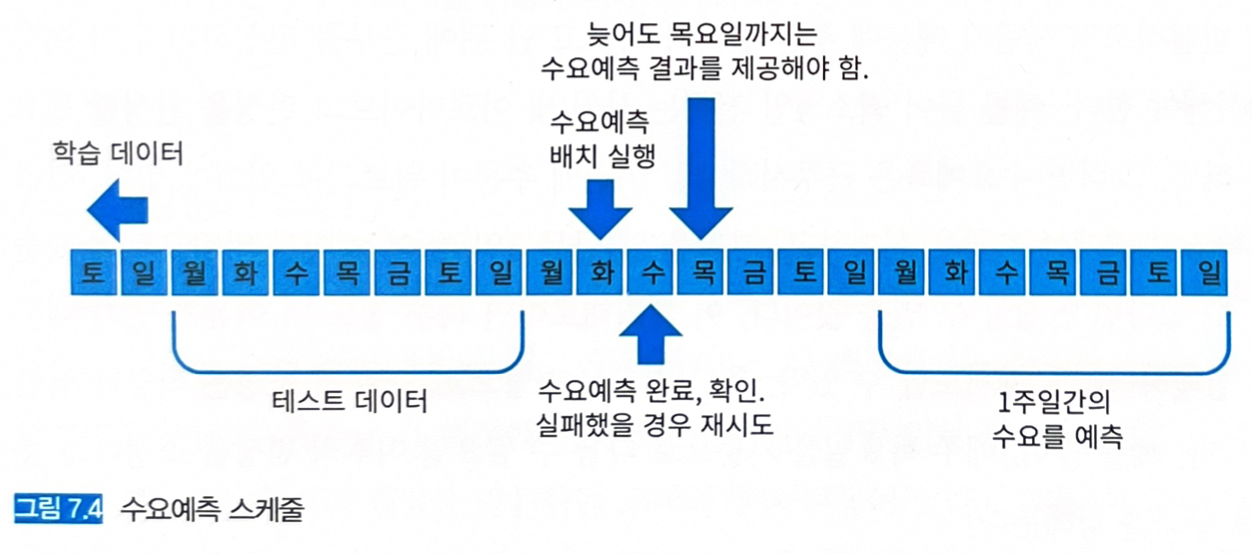 늦어도 목요일까지는
수요예측 결과를 제공해야 함.
수요예측
배치 실행
학습 데이터
토 일 월 화 수 목 금 토 일 월 화 수 목 금 토 일 월 화 수 목 금 토 일
테스트 데이터
수요예측 완료, 확인.
실패했을 경우 재시도
1주일간의
수요를 예측
그림 7.4 수요예측 스케줄